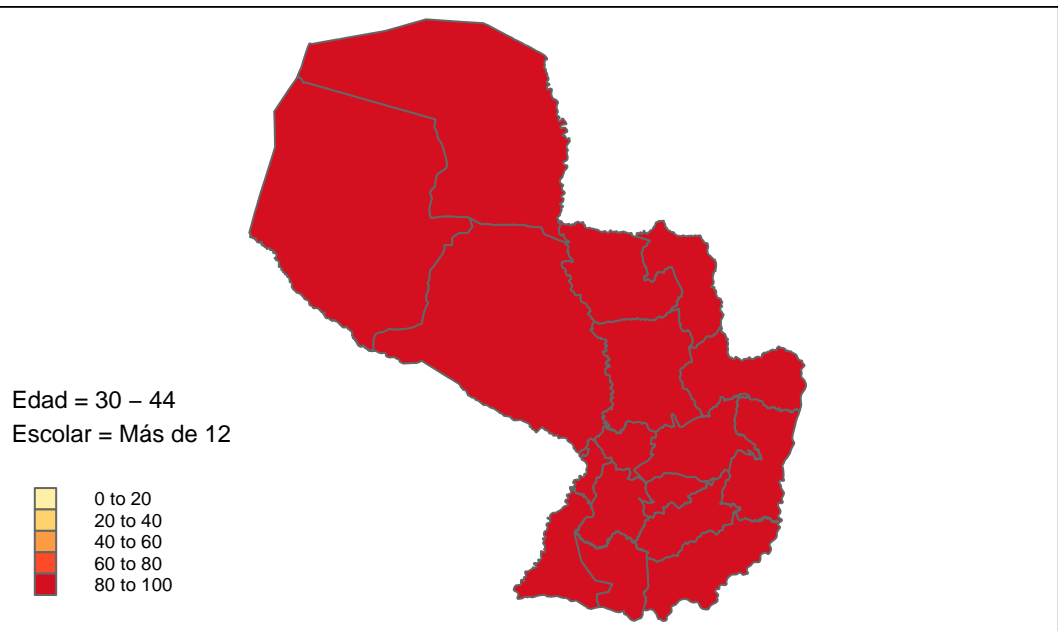 Edad = 30 − 44
Escolar = Más de 12
0 to 20
20 to 40
40 to 60
60 to 80
80 to 100